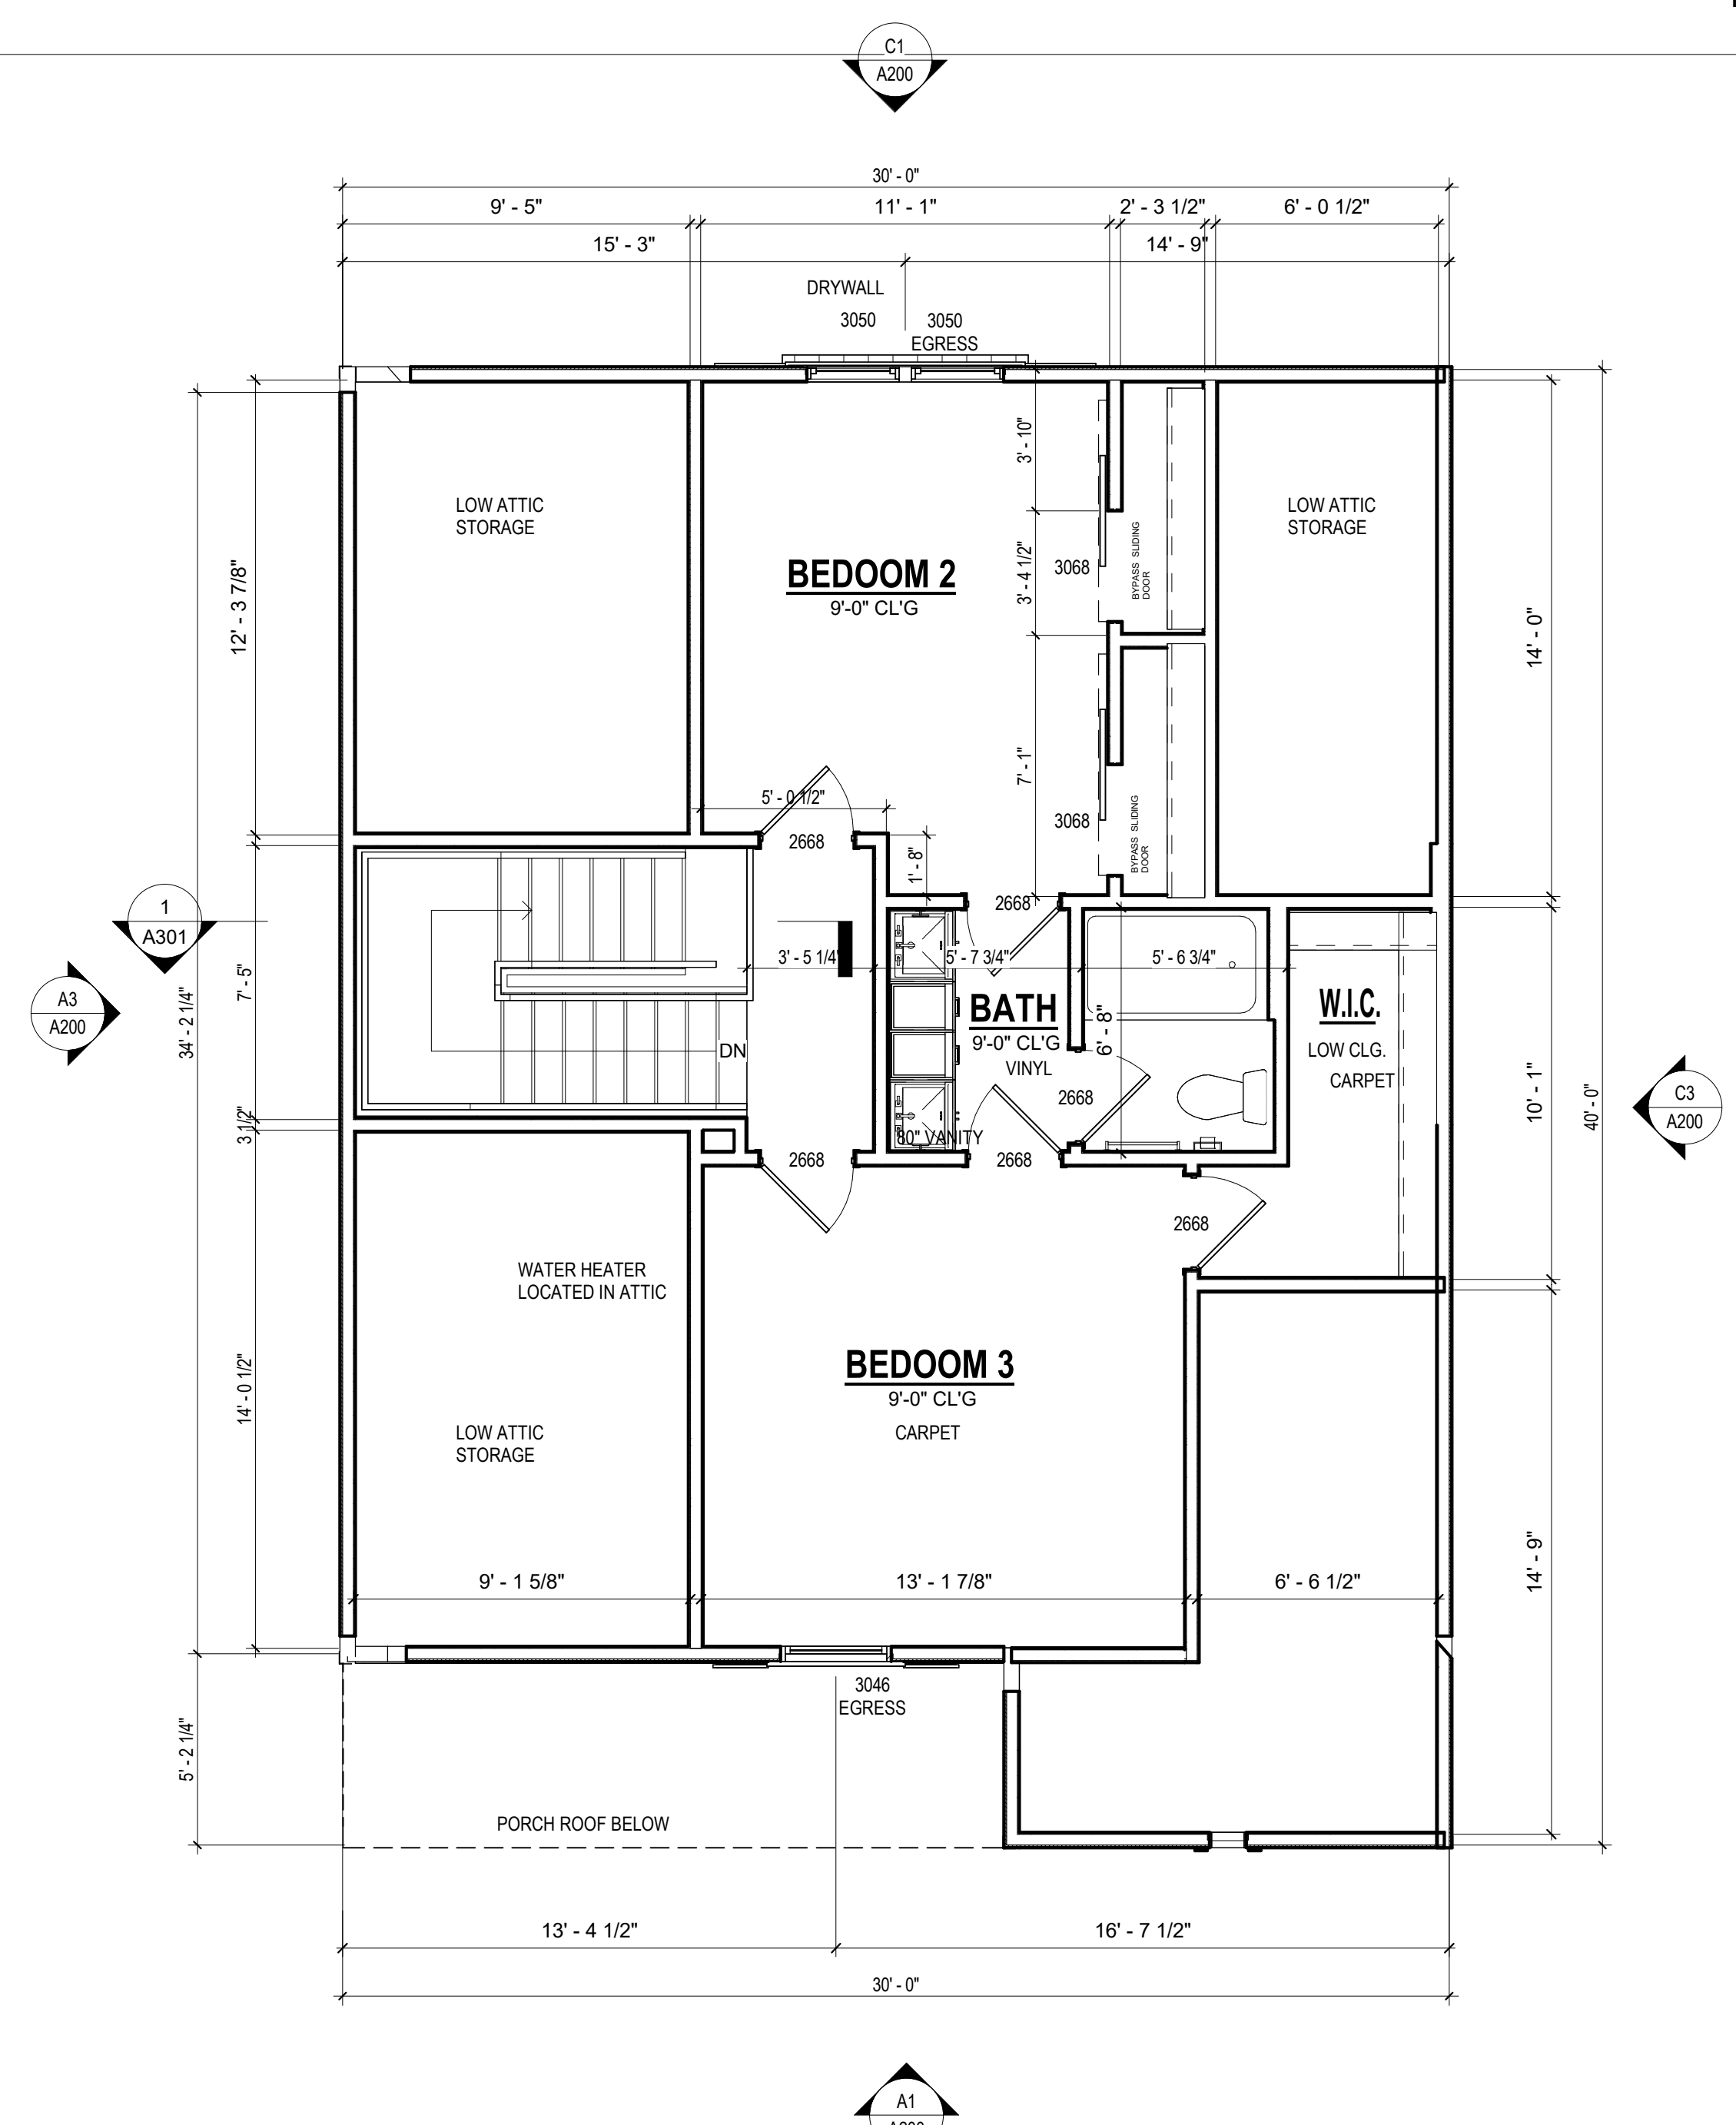 C1
A200
30' - 0"
9' - 5"
11' - 1"
2' - 3 1/2"
6' - 0 1/2"
15' - 3"
14' - 9"
DRYWALL
3050
3050
EGRESS
LOW ATTIC
STORAGE
BEDOOM 2
9'-0" CL'G
3' - 10"
3' - 4 1/2"
7' - 1"
3068
BYPASS SLIDING
DOOR
3068
BYPASS SLIDING
DOOR
LOW ATTIC
STORAGE
12' - 3 7/8"
14' - 0"
5' - 0 1/2"
2668
1' - 8"
2668
1
A301
A3
A200
7' - 5"
34' - 2 1/4"
3 1/2"
3' - 5 1/4"
5' - 7 3/4"
5' - 6 3/4"
DN
BATH
9'-0" CL'G
VINYL
6' - 8"
2668
80" VANITY
W.I.C.
LOW CLG.
CARPET
10' - 1"
40' - 0"
C3
A200
2668
2668
2668
WATER HEATER
LOCATED IN ATTIC
BEDOOM 3
9'-0" CL'G
CARPET
LOW ATTIC
STORAGE
14' - 0 1/2"
9' - 1 5/8"
13' - 1 7/8"
6' - 6 1/2"
14' - 9"
3046
EGRESS
5' - 2 1/4"
PORCH ROOF BELOW
13' - 4 1/2"
16' - 7 1/2"
30' - 0"
A1